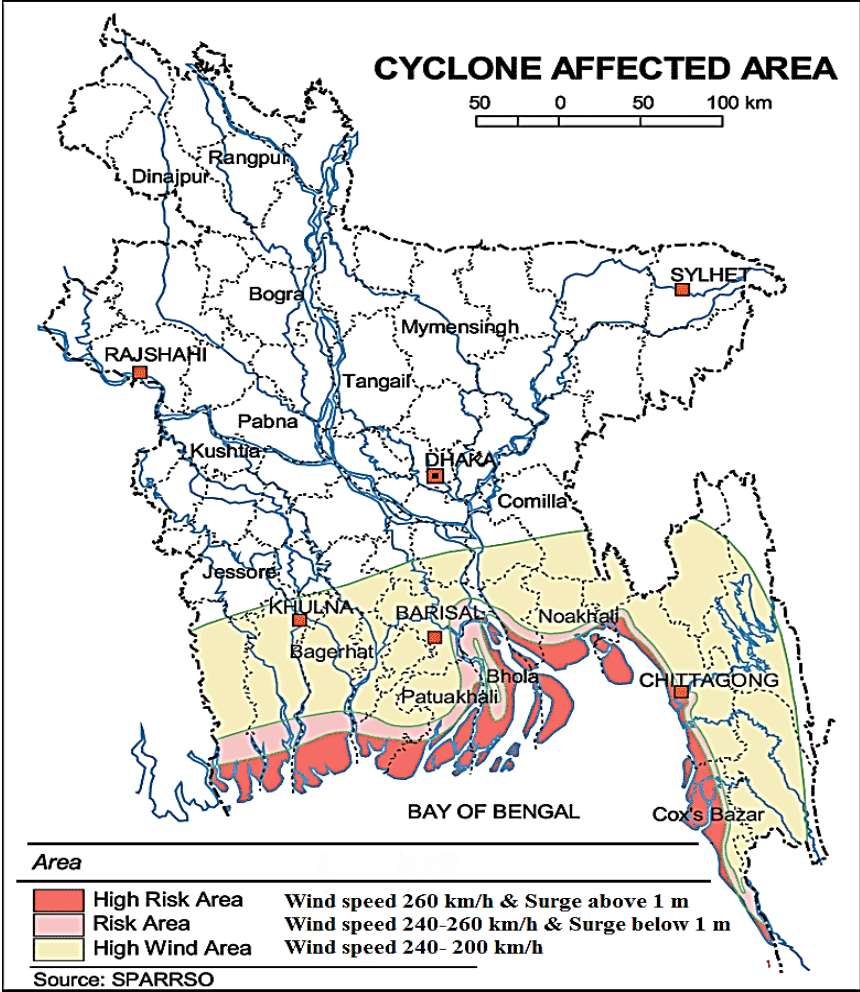 CYCLONE AFFECTED AREA
50 0 50 100 km
Rangpur
Dinajpur
SYLHET
Bogra
Mymensingh
RAJSHAHI
Tangail
Pabna
Kushtia
DHAKA
Comilla
Jessore
KHULNA
BARISAL
Noakhali
Bagerhat
Bhola
CHITTAGONG
Patuakhali
BAY OF BENGAL
Cox's Bazar
Area
High Risk Area Wind speed 260 km/h & Surge above 1 m
Risk Area Wind speed 240-260 km/h & Surge below 1 m
High Wind Area Wind speed 240- 200 km/h
1
Source: SPARRSO